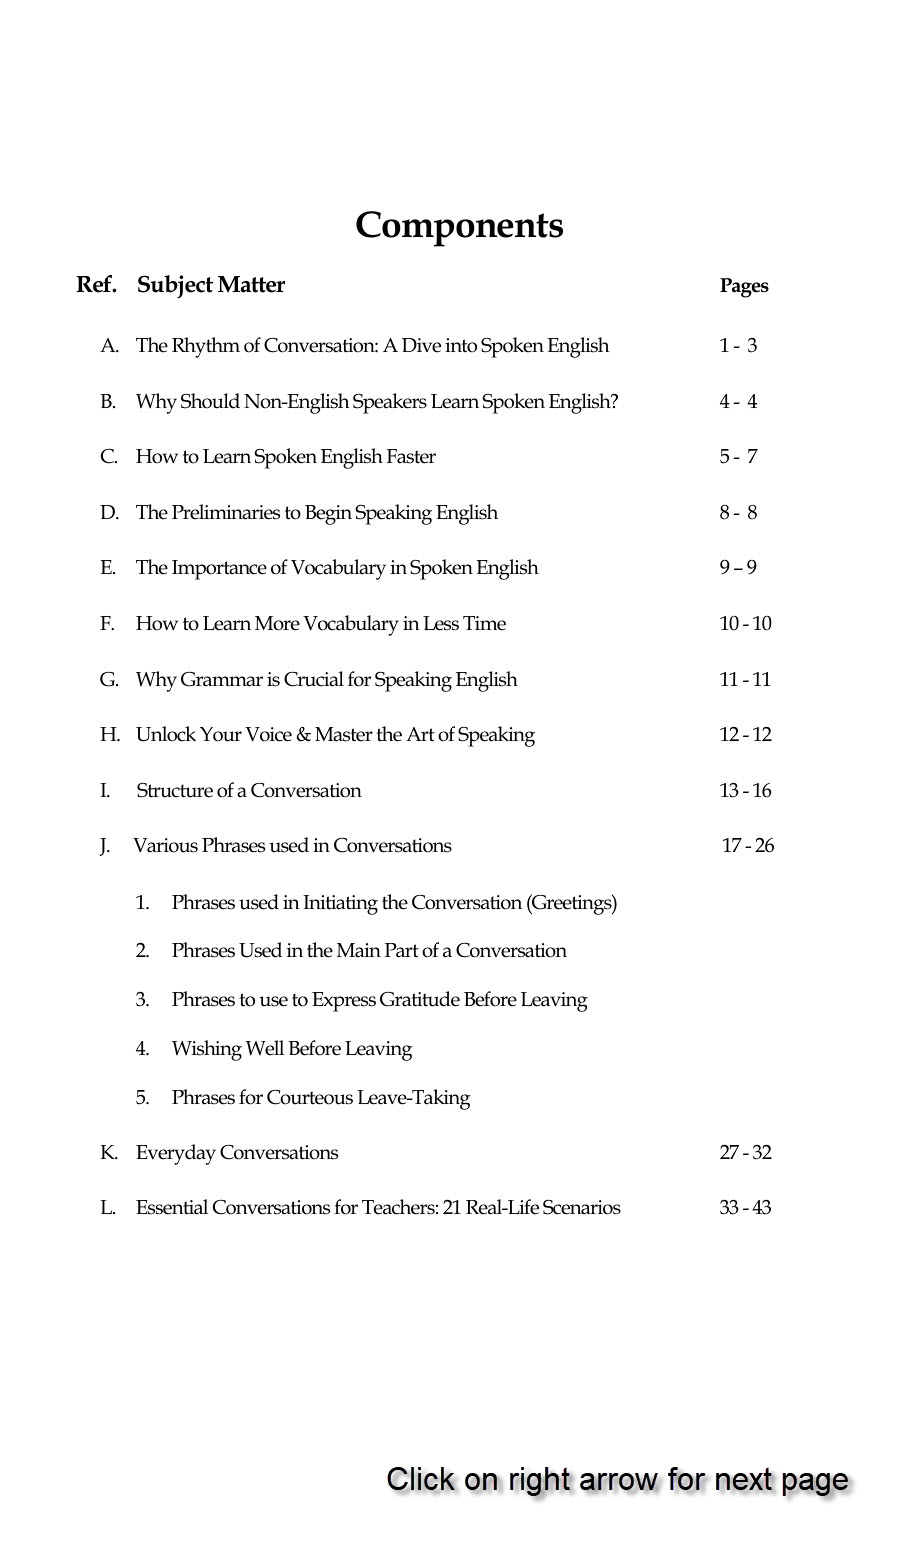 Components
Ref. Subject Matter Pages
A. The Rhythm of Conversation: A Dive into Spoken English 1 - 3
B. Why Should Non-English Speakers Learn Spoken English? 4 - 4
C. How to Learn Spoken English Faster 5 - 7
D. The Preliminaries to Begin Speaking English 8 - 8
E. The Importance of Vocabulary in Spoken English 9 – 9
F. How to Learn More Vocabulary in Less Time 10 - 10
G. Why Grammar is Crucial for Speaking English 11 - 11
H. Unlock Your Voice & Master the Art of Speaking 12 - 12
I. Structure of a Conversation 13 - 16
J. Various Phrases used in Conversations 17 - 26
1. Phrases used in Initiating the Conversation (Greetings)
2. Phrases Used in the Main Part of a Conversation
3. Phrases to use to Express Gratitude Before Leaving
4. Wishing Well Before Leaving
5. Phrases for Courteous Leave-Taking
K. Everyday Conversations 27 - 32
L. Essential Conversations for Teachers: 21 Real-Life Scenarios 33 - 43
Click on right arrow for next page